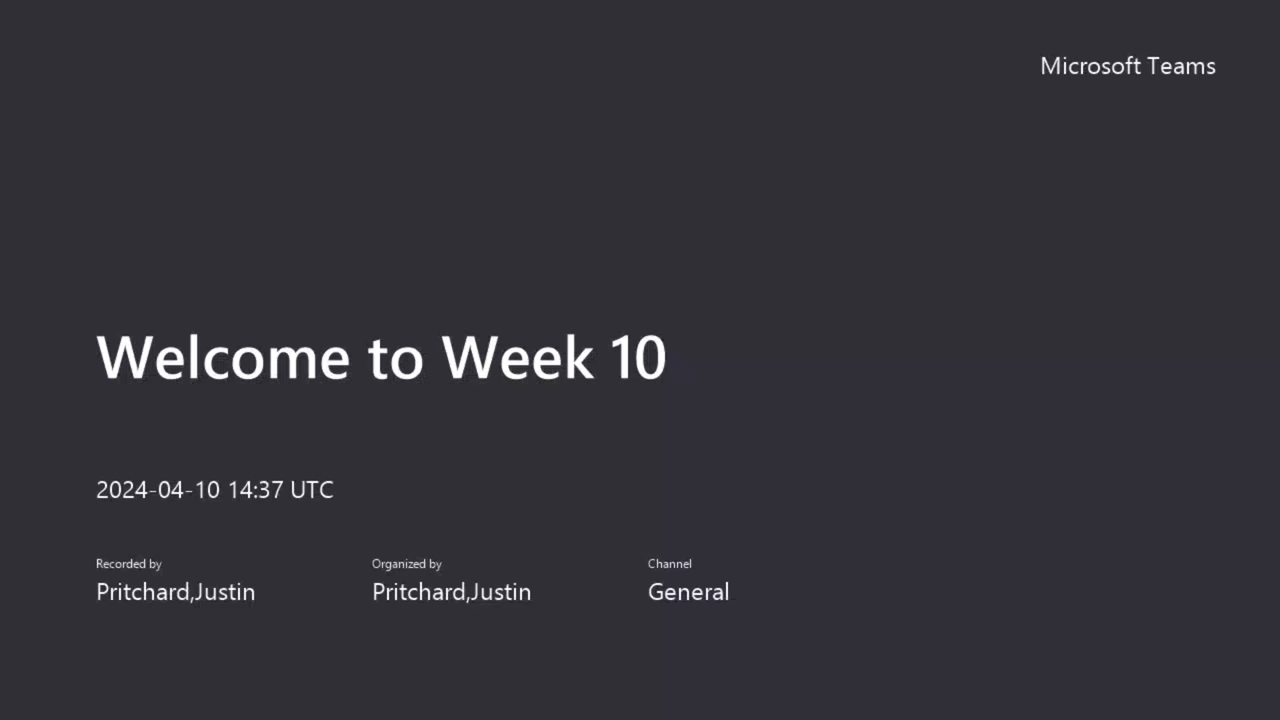 Microsoft Teams
Welcome to Week 10
2024-04-10 14:37 UTC
Recorded by
Pritchard,Justin
Organized by
Pritchard,Justin
Channel
General